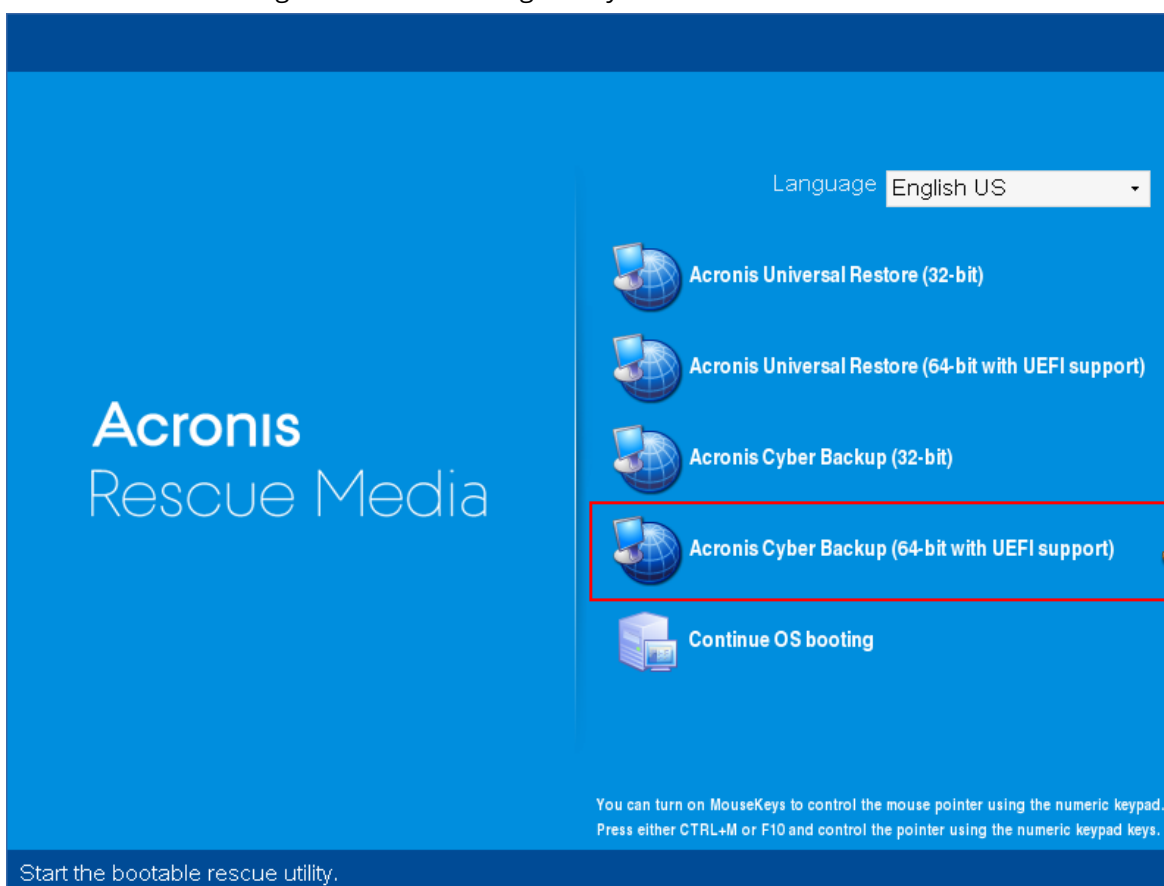 Language English US
Acronis Universal Restore (32-bit)
Acronis Universal Restore (64-bit with UEFI support)
Acronis
Rescue Media
Acronis Cyber Backup (32-bit)
Acronis Cyber Backup (64-bit with UEFI support)
Continue OS booting
You can turn on MouseKeys to control the mouse pointer using the numeric keypad.
Press either CTRL+M or F10 and control the pointer using the numeric keypad keys.
Start the bootable rescue utility.